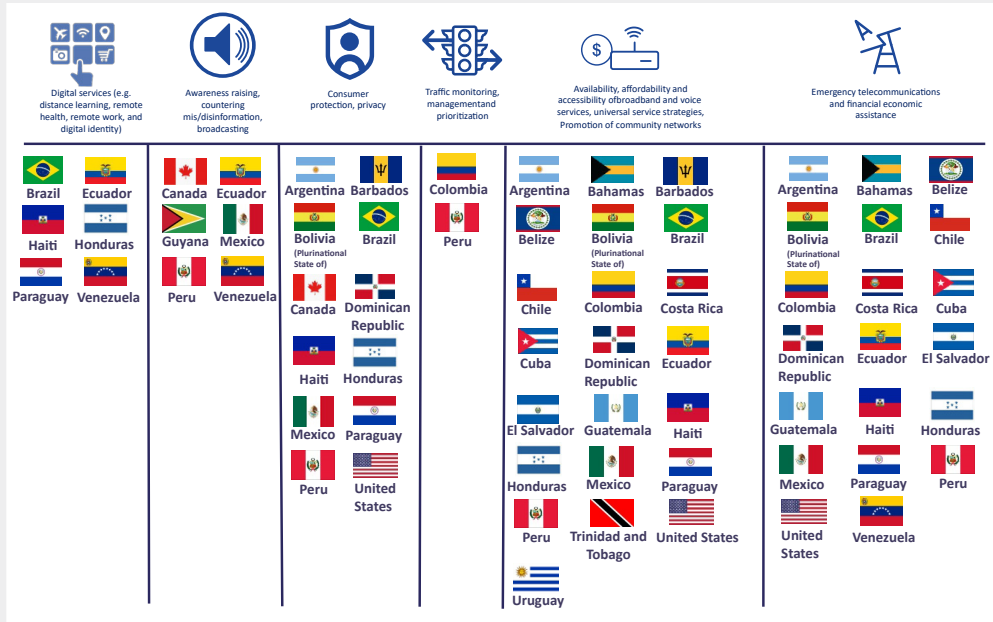 Digital services (e.g.
distance learning, remote
health, remote work, and
digital identity)
Awareness raising,
countering
mis/disinformation,
broadcasting
Consumer
protection, privacy
Traffic monitoring,
managementand
prioritization
Availability, affordability and
accessibility ofbroadband and voice
services, universal service strategies,
Promotion of community networks
Emergency telecommunications
and financial economic
assistance
Brazil Ecuador
Haiti Honduras
Paraguay Venezuela
Canada Ecuador
Guyana Mexico
Peru Venezuela
Argentina Barbados
Bolivia Brazil
(Plurinational
State of)
Canada Dominican
Republic
Haiti Honduras
Mexico Paraguay
Peru United
States
Colombia
Peru
Argentina Bahamas Barbados
Belize Bolivia Brazil
(Plurinational
State of)
Chile Colombia Costa Rica
Cuba Dominican Ecuador
Republic
El Salvador Guatemala Haiti
Honduras Mexico Paraguay
Peru Trinidad and United States
Tobago
Uruguay
Argentina Bahamas Belize
Bolivia Brazil Chile
(Plurinational
State of)
Colombia Costa Rica Cuba
Dominican Ecuador El Salvador
Republic
Guatemala Haiti Honduras
Mexico Paraguay Peru
United Venezuela
States